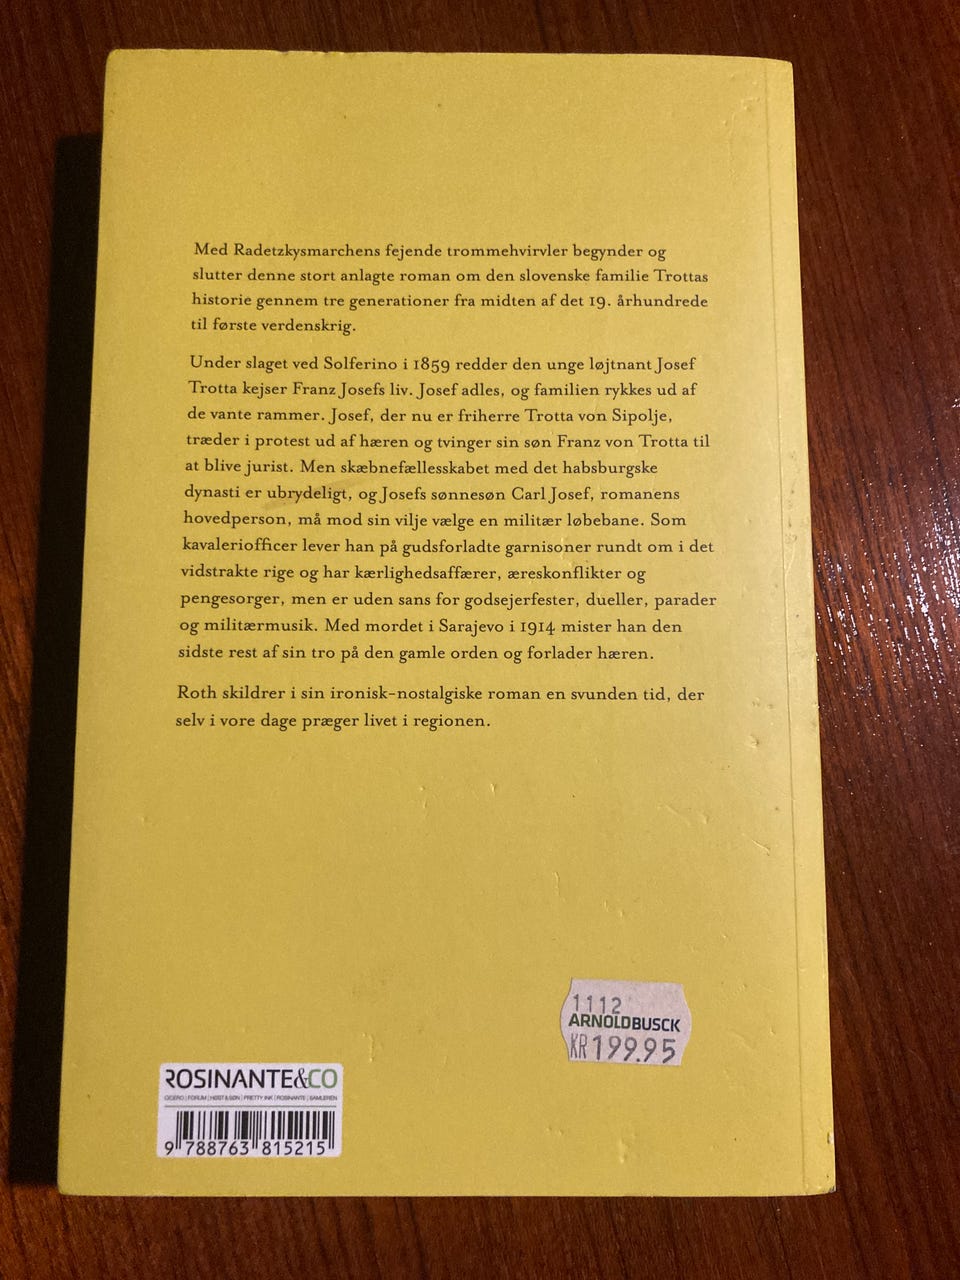 Med Radetzkysmarchens fejende trommehvirvler begynder og
slutter denne stort anlagte roman om den slovenske familie Trottas
historie gennem tre generationer fra midten af det 19. århundrede
til første verdenskrig.
Under slaget ved Solferino i 1859 redder den unge løjtnant Josef
Trotta kejser Franz Josefs liv. Josef adles, og familien rykkes ud af
de vante rammer. Josef, der nu er friherre Trotta von Sipolje,
træder i protest ud af hæren og tvinger sin søn Franz von Trotta til
at blive jurist. Men skæbnefællesskabet med det habsburgske
dynasti er ubrydeligt, og Josefs sønnesøn Carl Josef, romanens
hovedperson, må mod sin vilje vælge en militær løbebane. Som
kavaleriofficer lever han på gudsforladte garnisoner rundt om i det
vidstrakte rige og har kærlighedsaffærer, æreskonflikter og
pengesorger, men er uden sans for godsejerfester, dueller, parader
og militærmusik. Med mordet i Sarajevo i 1914 mister han den
sidste rest af sin tro på den gamle orden og forlader hæren.
Roth skildrer i sin ironisk-nostalgiske roman en svunden tid, der
selv i vore dage præger livet i regionen.
1112
ARNOLDBUSCK
KR 199.95
ROSINANTE&CO
CICERO | FORUM | HØST & SØN | PRETTY INK | ROSINANTE | SAMLEREN
9 788763 815215